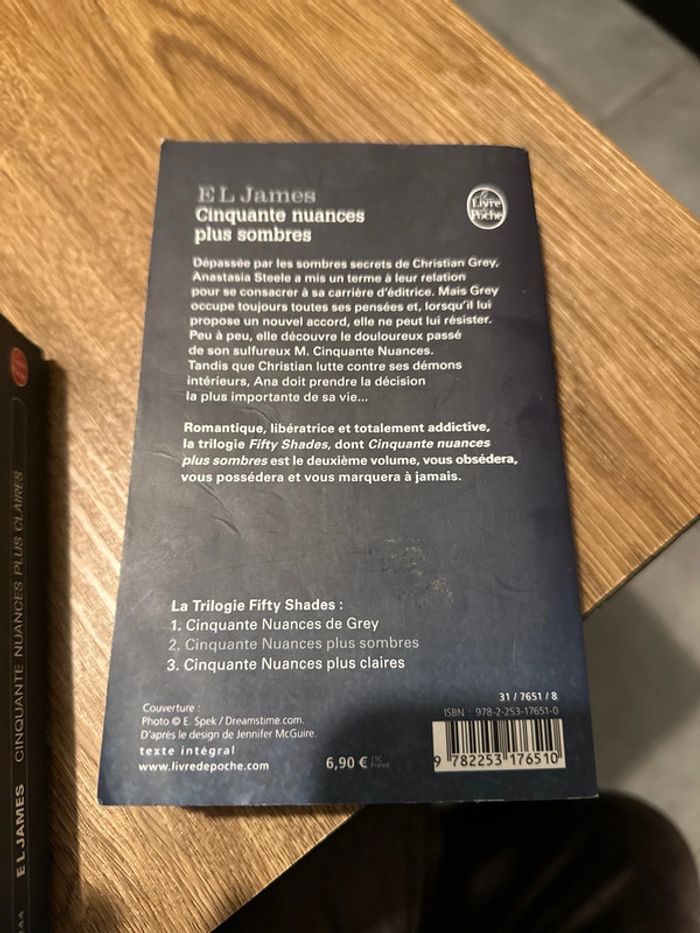 E L James
Cinquante nuances
plus sombres
Le
Livre
de
Poche
Dépassée par les sombres secrets de Christian Grey,
Anastasia Steele a mis un terme à leur relation
pour se consacrer à sa carrière d'éditrice. Mais Grey
occupe toujours toutes ses pensées et, lorsqu'il lui
propose un nouvel accord, elle ne peut lui résister.
Peu à peu, elle découvre le douloureux passé
de son sulfureux M. Cinquante Nuances.
Tandis que Christian lutte contre ses démons
intérieurs, Ana doit prendre la décision
la plus importante de sa vie...
Romantique, libératrice et totalement addictive,
la trilogie Fifty Shades, dont Cinquante nuances
plus sombres est le deuxième volume, vous obsédera,
vous possédera et vous marquera à jamais.
La Trilogie Fifty Shades :
1. Cinquante Nuances de Grey
2. Cinquante Nuances plus sombres
3. Cinquante Nuances plus claires
Couverture :
Photo © E. Spek / Dreamstime.com.
D'après le design de Jennifer McGuire.
texte intégral
www.livredepoche.com
6,90 € TTC
France
31 / 7651 / 8
ISBN : 978-2-253-17651-0
9 782253 176510
E L JAMES CINQUANTE NUANCES PLUS CLAIRES